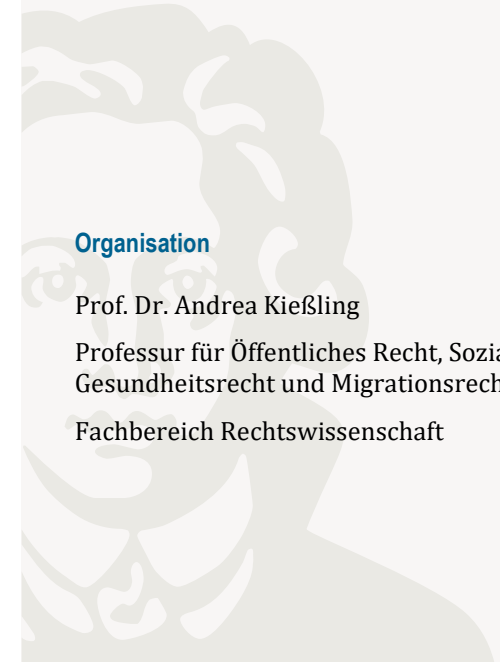 Organisation
Prof. Dr. Andrea Kießling
Professur für Öffentliches Recht, Sozia
Gesundheitsrecht und Migrationsrech
Fachbereich Rechtswissenschaft